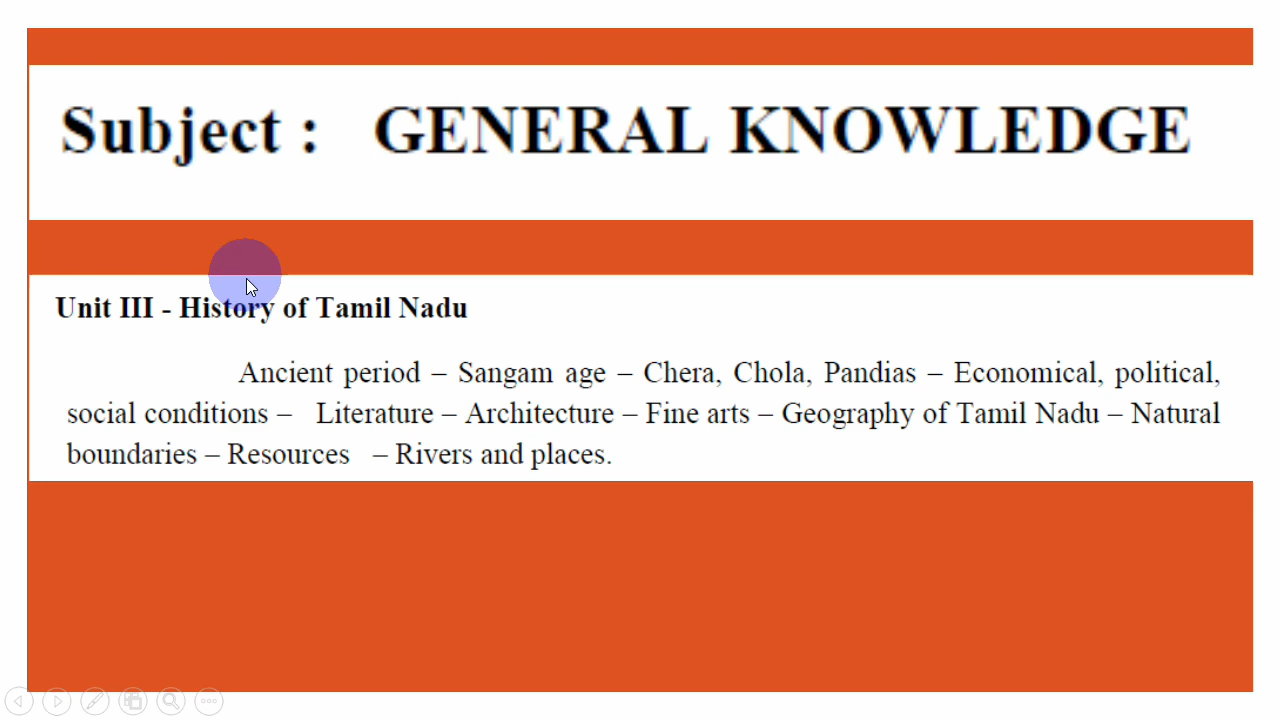 Subject : GENERAL KNOWLEDGE
Unit III - History of Tamil Nadu
Ancient period – Sangam age – Chera, Chola, Pandias – Economical, political,
social conditions – Literature – Architecture – Fine arts – Geography of Tamil Nadu – Natural
boundaries – Resources – Rivers and places.